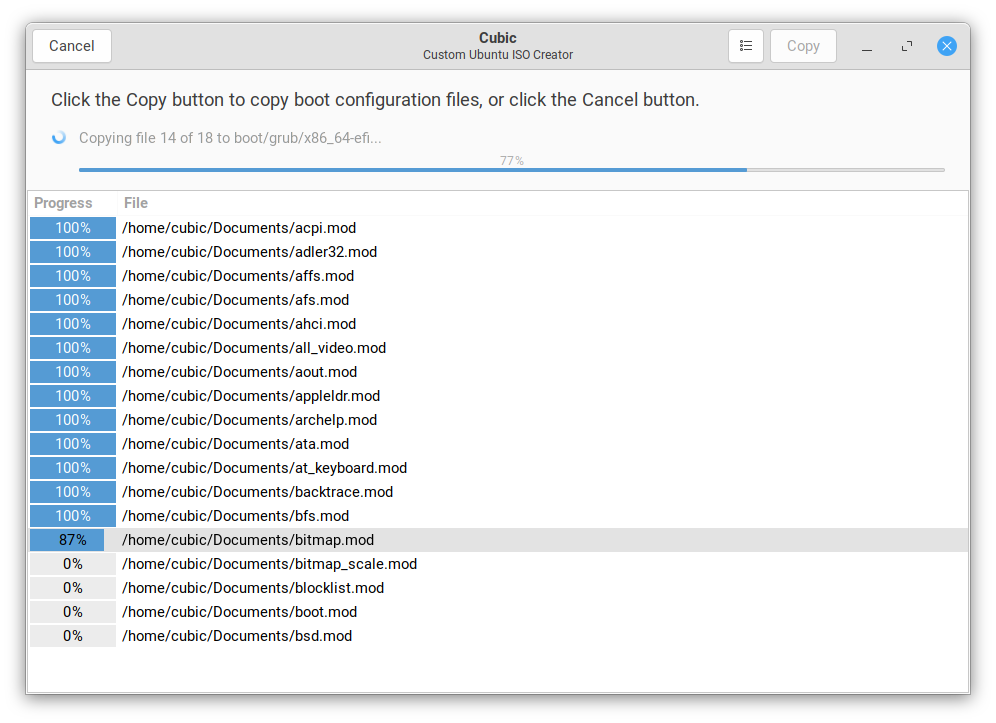 Cancel
Cubic
Custom Ubuntu ISO Creator
Copy
Click the Copy button to copy boot configuration files, or click the Cancel button.
Copying file 14 of 18 to boot/grub/x86_64-efi...
77%
Progress File
100% /home/cubic/Documents/acpi.mod
100% /home/cubic/Documents/adler32.mod
100% /home/cubic/Documents/affs.mod
100% /home/cubic/Documents/afs.mod
100% /home/cubic/Documents/ahci.mod
100% /home/cubic/Documents/all_video.mod
100% /home/cubic/Documents/aout.mod
100% /home/cubic/Documents/appleldr.mod
100% /home/cubic/Documents/archelp.mod
100% /home/cubic/Documents/ata.mod
100% /home/cubic/Documents/at_keyboard.mod
100% /home/cubic/Documents/backtrace.mod
100% /home/cubic/Documents/bfs.mod
87% /home/cubic/Documents/bitmap.mod
0% /home/cubic/Documents/bitmap_scale.mod
0% /home/cubic/Documents/blocklist.mod
0% /home/cubic/Documents/boot.mod
0% /home/cubic/Documents/bsd.mod